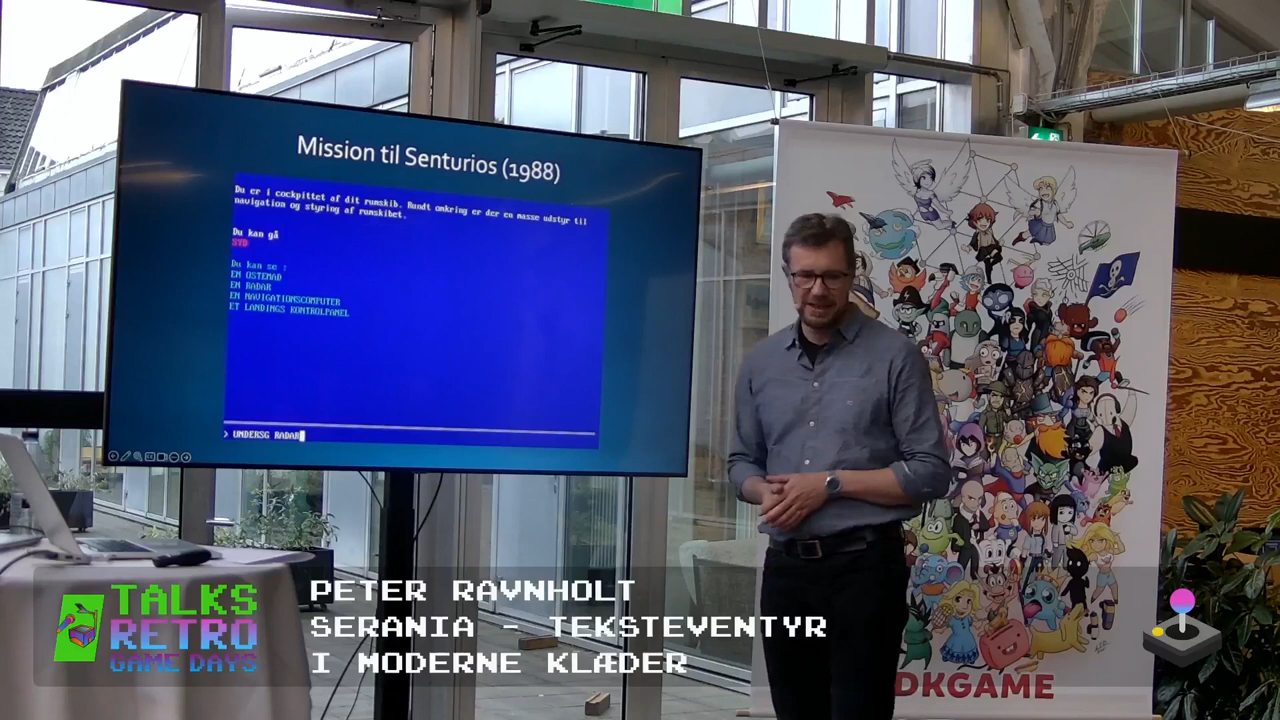 Mission til Senturios (1988)
Du er i cockpittet af dit rumskib. Rundt omkring er der en masse udstyr til
navigation og styring af rumskibet.
Du kan gå
SYD
Du kan se :
EN OSTEMAD
EN RADAR
EN NAVIGATIONSCOMPUTER
ET LANDINGS KONTROLPANEL
> UNDERSG RADAR
TALKS
RETRO
GAME DAYS
PETER RAVNHOLT
SERANIA - TEKSTEVENTYR
I MODERNE KLÆDER
DKGAME